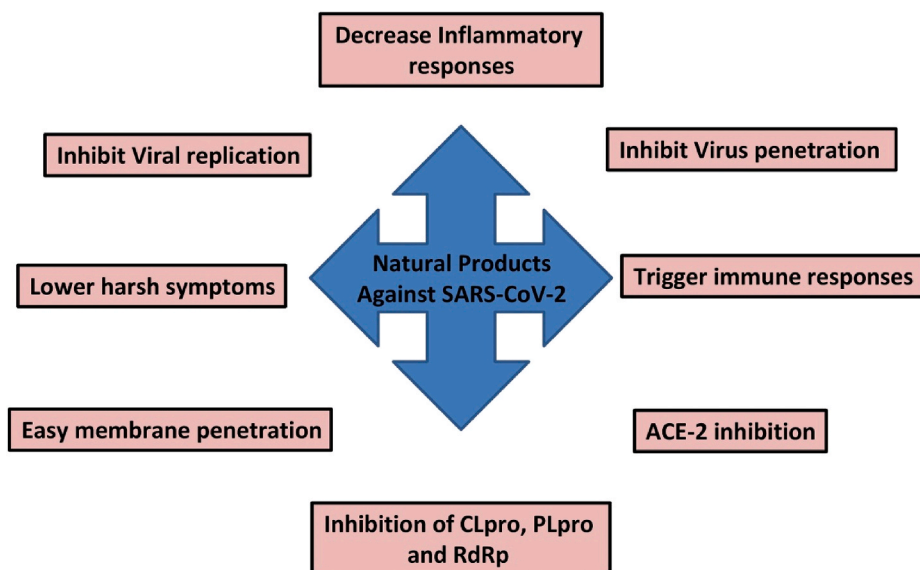 Decrease Inflammatory
responses
Inhibit Viral replication
Inhibit Virus penetration
Natural Products
Against SARS-CoV-2
Lower harsh symptoms
Trigger immune responses
Easy membrane penetration
ACE-2 inhibition
Inhibition of CLpro, PLpro
and RdRp